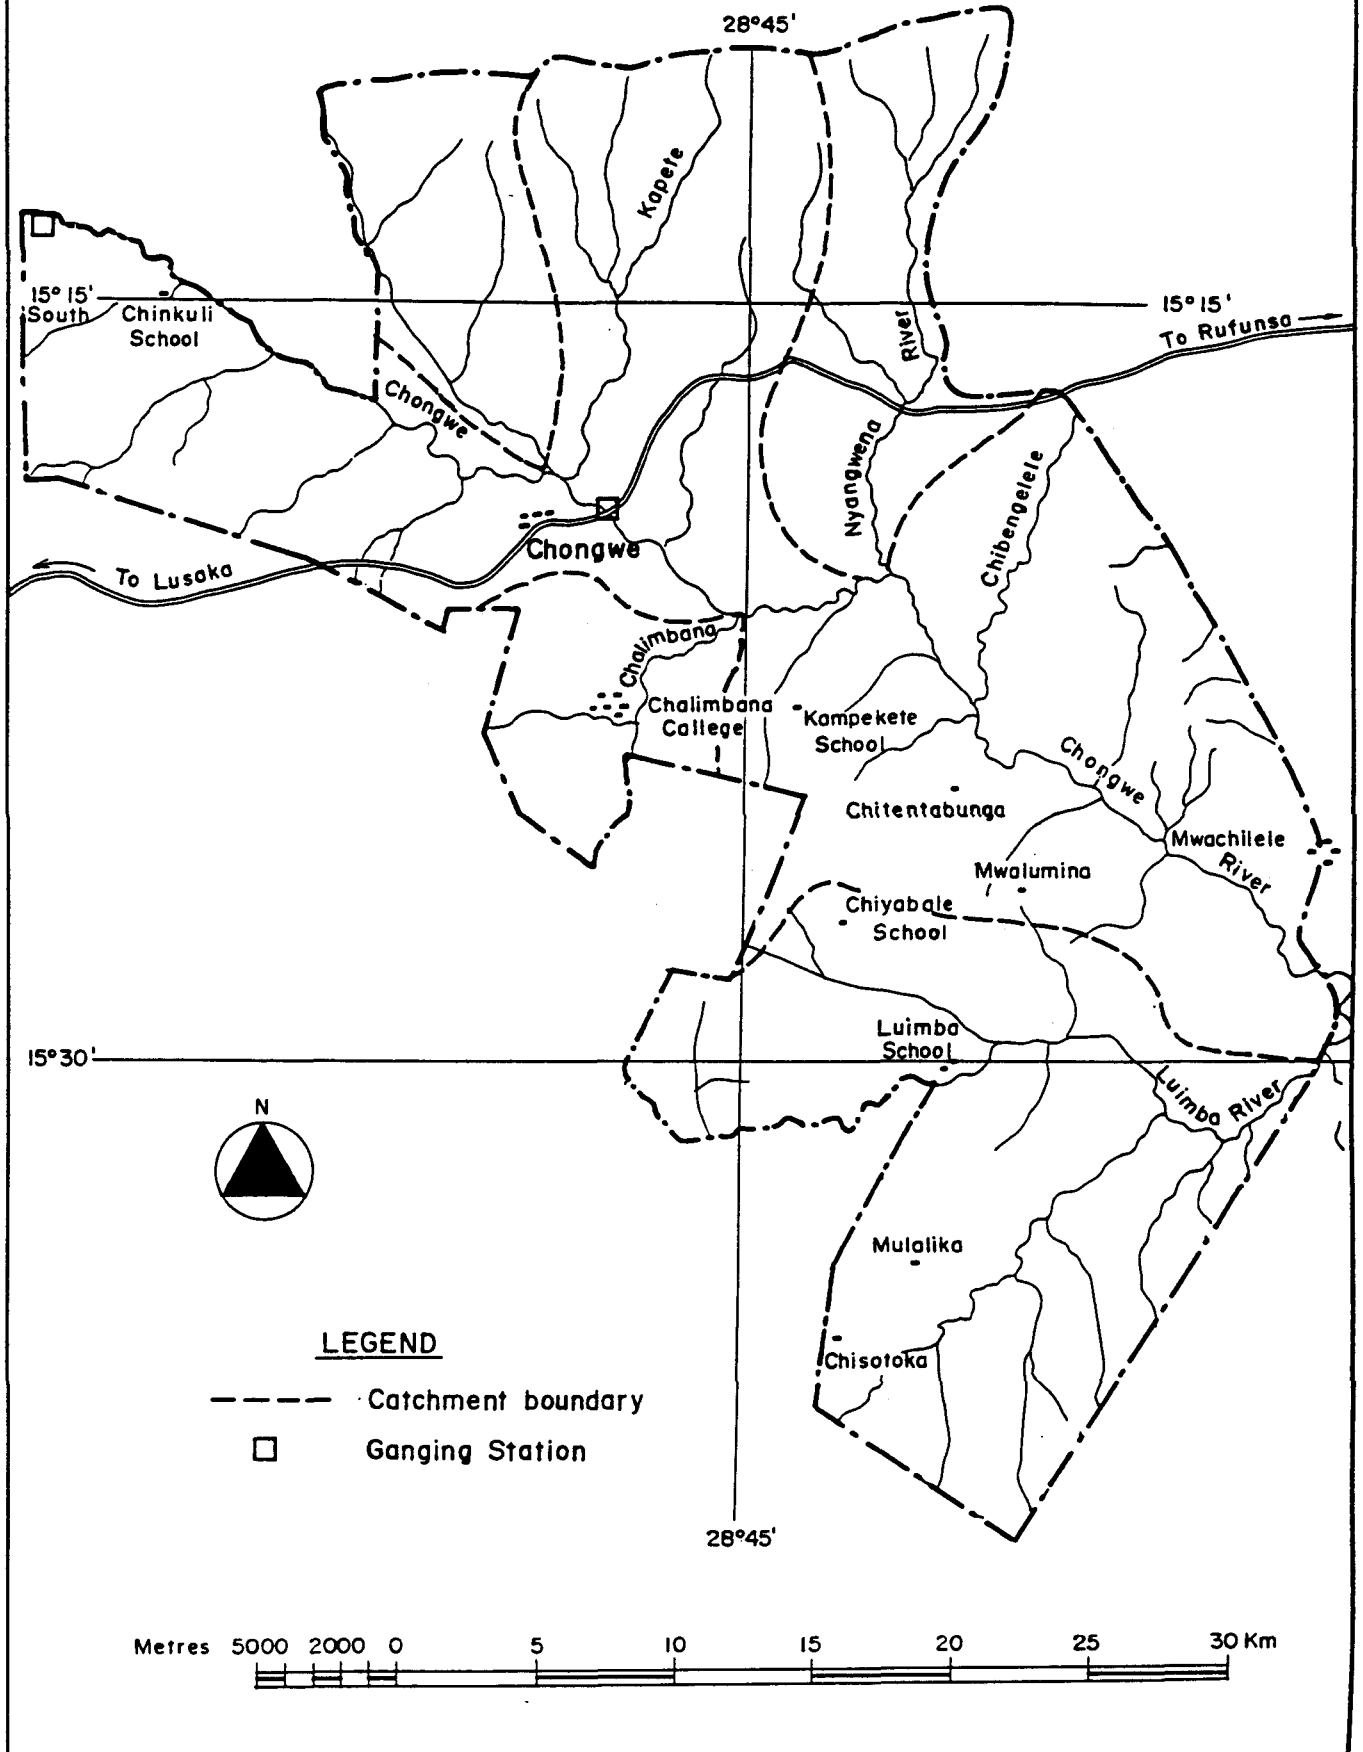 28°45'
Kapete
15°15'
South
Chinkuli
School
15°15'
To Rufunsa
River
Chongwe
Nyangwena
Chibengelele
Chongwe
To Lusaka
Chalimbana
Chalimbana
Callege
Kampekete
School
Chongwe
Chitentabunga
Mwachilele
River
Mwalumina
Chiyabale
School
Luimba
School
15°30'
Luimba River
N
Mulalika
LEGEND
Chisotoka
Catchment boundary
Ganging Station
28°45'
Metres 5000 2000 0 5 10 15 20 25 30 Km